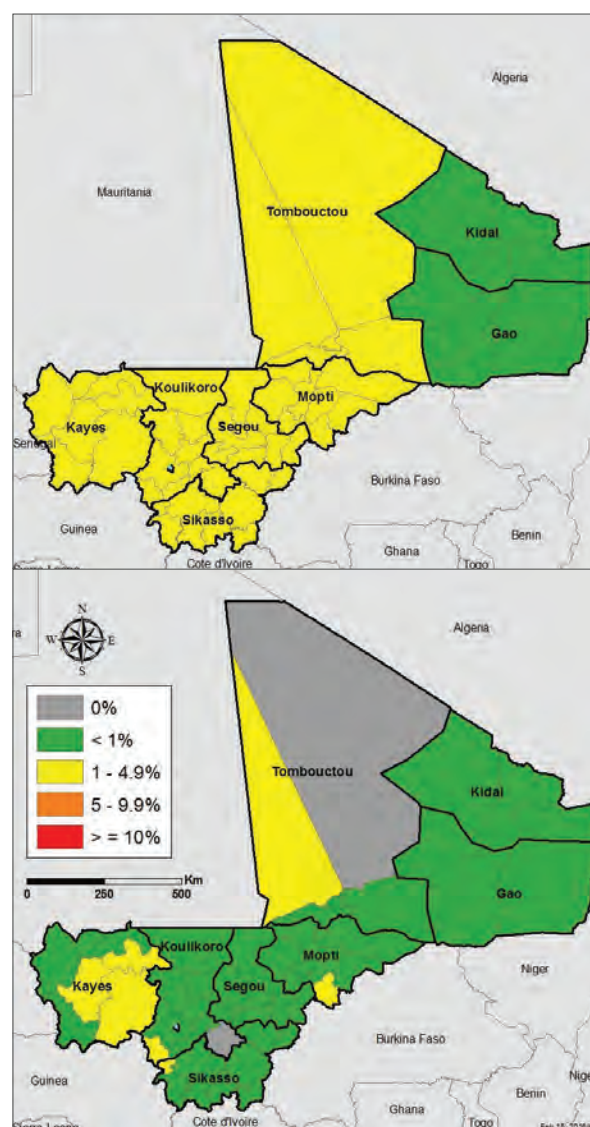 Algeria
Mauritania
Tombouctou
Kidal
Gao
Koulikoro
Mopti
Segou
Kayes
Senegal
Burkina Faso
Sikasso
Guinea
Benin
Ghana
Togo
Cote d'Ivoire
N
W E
S
Algeria
0%
< 1%
1 - 4.9%
5 - 9.9%
> = 10%
Tombouctou
Kidal
Km
0 250 500
Gao
Koulikoro
Mopti
Kayes
Segou
Niger
Burkina Faso
Guinea
Sikasso
Benin
Ghana
Togo
Cote d'Ivoire